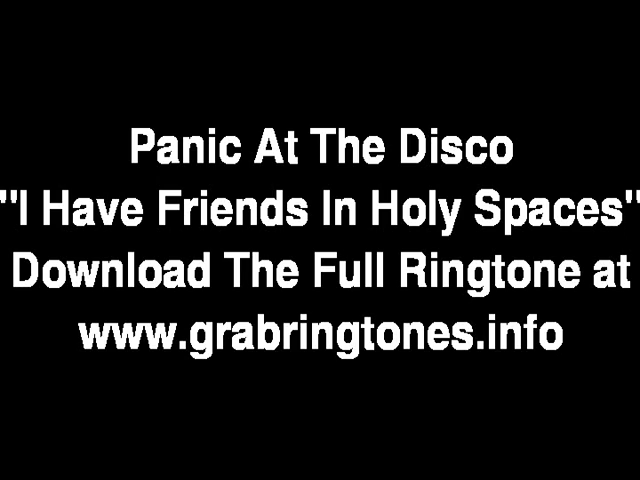 Panic At The Disco
"I Have Friends In Holy Spaces"
Download The Full Ringtone at
www.grabringtones.info